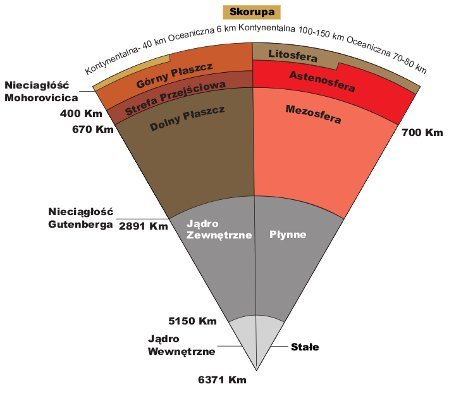 Skorupa
Kontynentalna- 40 km Oceaniczna 6 km Kontynentalna 100-150 km Oceaniczna 70-80 km
Litosfera
Górny Płaszcz
Astenosfera
Nieciągłość
Mohorovicica
Strefa Przejściowa
400 Km
670 Km
Dolny Płaszcz
Mezosfera
700 Km
Nieciągłość
Gutenberga
2891 Km
Jądro
Zewnętrzne
Płynne
5150 Km
Jądro
Wewnętrzne
Stałe
6371 Km